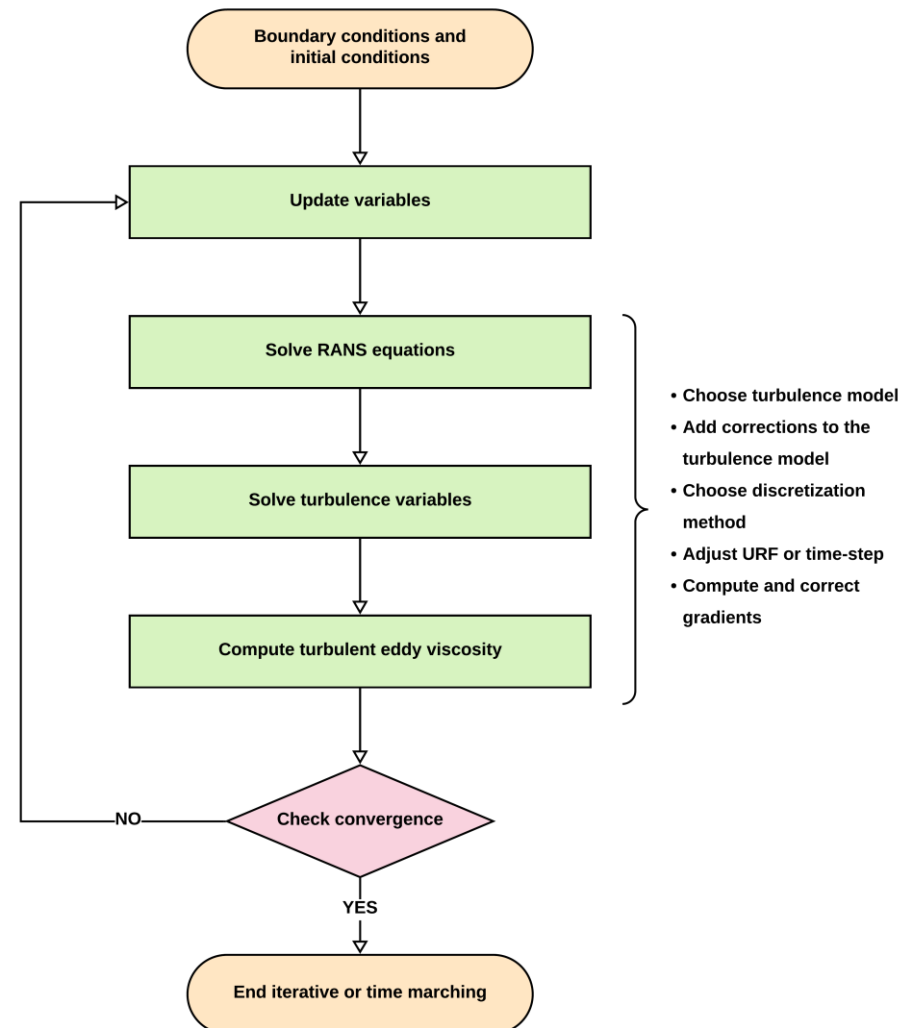 Boundary conditions and
initial conditions
Update variables
Solve RANS equations
Solve turbulence variables
Compute turbulent eddy viscosity
• Choose turbulence model
• Add corrections to the
turbulence model
• Choose discretization
method
• Adjust URF or time-step
• Compute and correct
gradients
Check convergence
NO
YES
End iterative or time marching